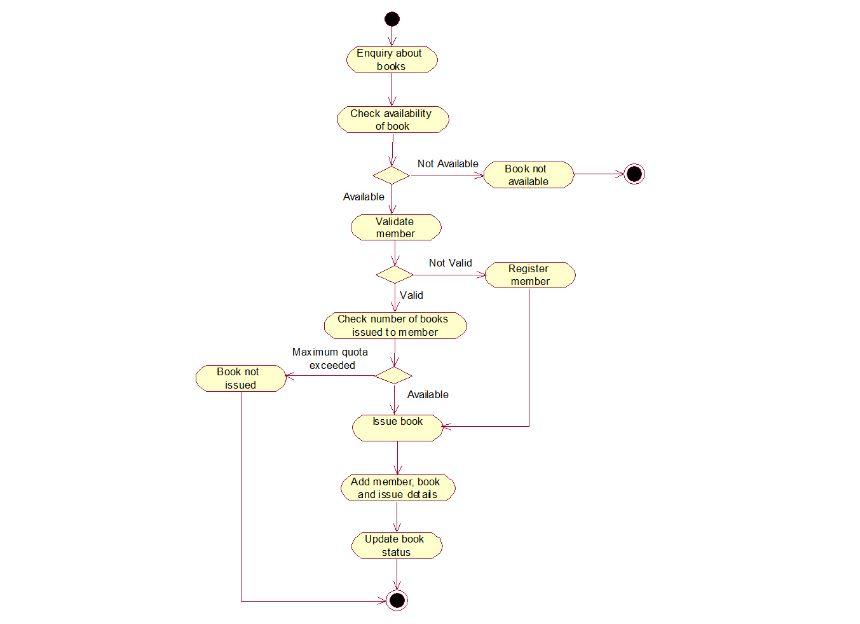 Enquiry about
books
Check availability
of book
Not Available
Book not
available
Available
Validate
member
Not Valid
Register
member
Valid
Check number of books
issued to member
Maximum quota
exceeded
Book not
issued
Available
Issue book
Add member, book
and issue details
Update book
status